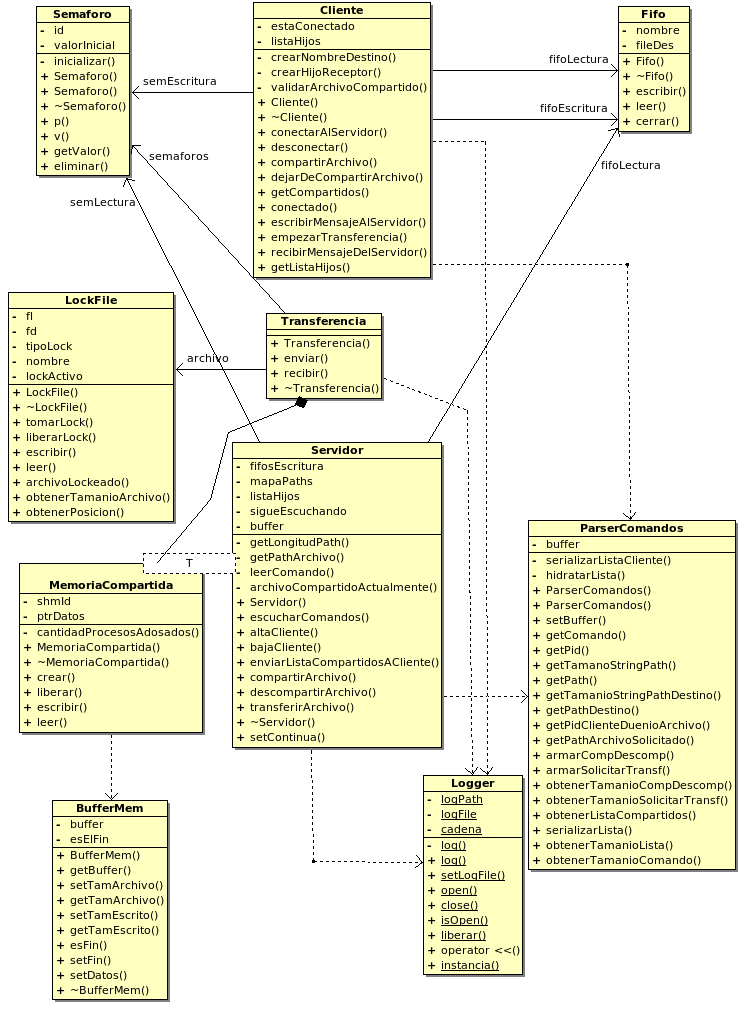 Semaforo
- id
- valorInicial
- inicializar()
+ Semaforo()
+ Semaforo()
+ ~Semaforo()
+ p()
+ v()
+ getValor()
+ eliminar()
Cliente
- estaConectado
- listaHijos
- crearNombreDestino()
- crearHijoReceptor()
- validarArchivoCompartido()
+ Cliente()
+ ~Cliente()
+ conectarAlServidor()
+ desconectar()
+ compartirArchivo()
+ dejarDeCompartirArchivo()
+ getCompartidos()
+ conectado()
+ escribirMensajeAlServidor()
+ empezarTransferencia()
+ recibirMensajeDelServidor()
+ getListaHijos()
Fifo
- nombre
- fileDes
+ Fifo()
+ ~Fifo()
+ escribir()
+ leer()
+ cerrar()
semEscritura
fifoLectura
fifoEscritura
semaforos
fifoLectura
semLectura
LockFile
- fl
- fd
- tipoLock
- nombre
- lockActivo
+ LockFile()
+ ~LockFile()
+ tomarLock()
+ liberarLock()
+ escribir()
+ leer()
+ archivoLockeado()
+ obtenerTamanioArchivo()
+ obtenerPosicion()
archivo
Transferencia
+ Transferencia()
+ enviar()
+ recibir()
+ ~Transferencia()
Servidor
- fifosEscritura
- mapaPaths
- listaHijos
- sigueEscuchando
- buffer
- getLongitudPath()
- getPathArchivo()
- leerComando()
- archivoCompartidoActualmente()
+ Servidor()
+ escucharComandos()
+ altaCliente()
+ bajaCliente()
+ enviarListaCompartidosACliente()
+ compartirArchivo()
+ descompartirArchivo()
+ transferirArchivo()
+ ~Servidor()
+ setContinua()
T
MemoriaCompartida
- shmId
- ptrDatos
- cantidadProcesosAdosados()
+ MemoriaCompartida()
+ ~MemoriaCompartida()
+ crear()
+ liberar()
+ escribir()
+ leer()
ParserComandos
- buffer
- serializarListaCliente()
- hidratarLista()
+ ParserComandos()
+ ParserComandos()
+ setBuffer()
+ getComando()
+ getPid()
+ getTamanoStringPath()
+ getPath()
+ getTamanioStringPathDestino()
+ getPathDestino()
+ getPidClienteDuenioArchivo()
+ getPathArchivoSolicitado()
+ armarCompDescomp()
+ armarSolicitarTransf()
+ obtenerTamanioCompDescomp()
+ obtenerTamanioSolicitarTransf()
+ obtenerListaCompartidos()
+ serializarLista()
+ obtenerTamanioLista()
+ obtenerTamanioComando()
BufferMem
- buffer
- esElFin
+ BufferMem()
+ getBuffer()
+ setTamArchivo()
+ getTamArchivo()
+ setTamEscrito()
+ getTamEscrito()
+ esFin()
+ setFin()
+ setDatos()
+ ~BufferMem()
Logger
- logPath
- logFile
- cadena
- log()
+ log()
+ setLogFile()
+ open()
+ close()
+ isOpen()
+ liberar()
+ operator <<()
+ instancia()